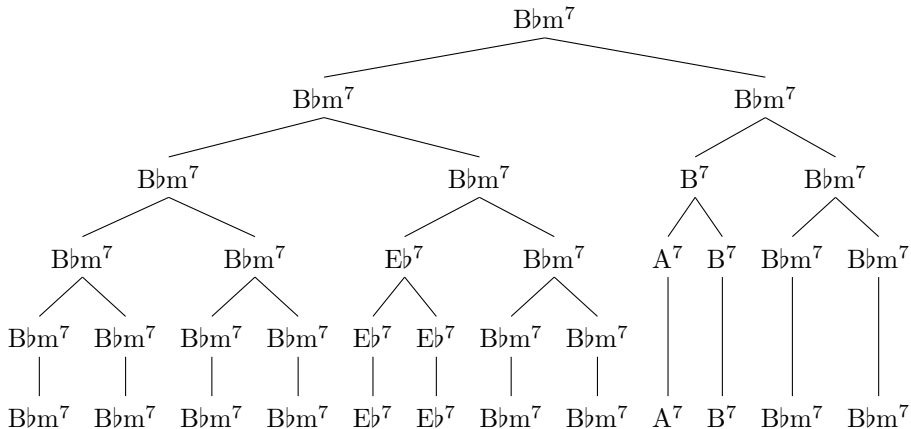 B♭m⁷
B♭m⁷ B♭m⁷
B♭m⁷ B♭m⁷ B⁷ B♭m⁷
B♭m⁷ B♭m⁷ E♭⁷ B♭m⁷ A⁷ B⁷ B♭m⁷ B♭m⁷
B♭m⁷ B♭m⁷ B♭m⁷ B♭m⁷ E♭⁷ E♭⁷ B♭m⁷ B♭m⁷
B♭m⁷ B♭m⁷ B♭m⁷ B♭m⁷ E♭⁷ E♭⁷ B♭m⁷ B♭m⁷ A⁷ B⁷ B♭m⁷ B♭m⁷